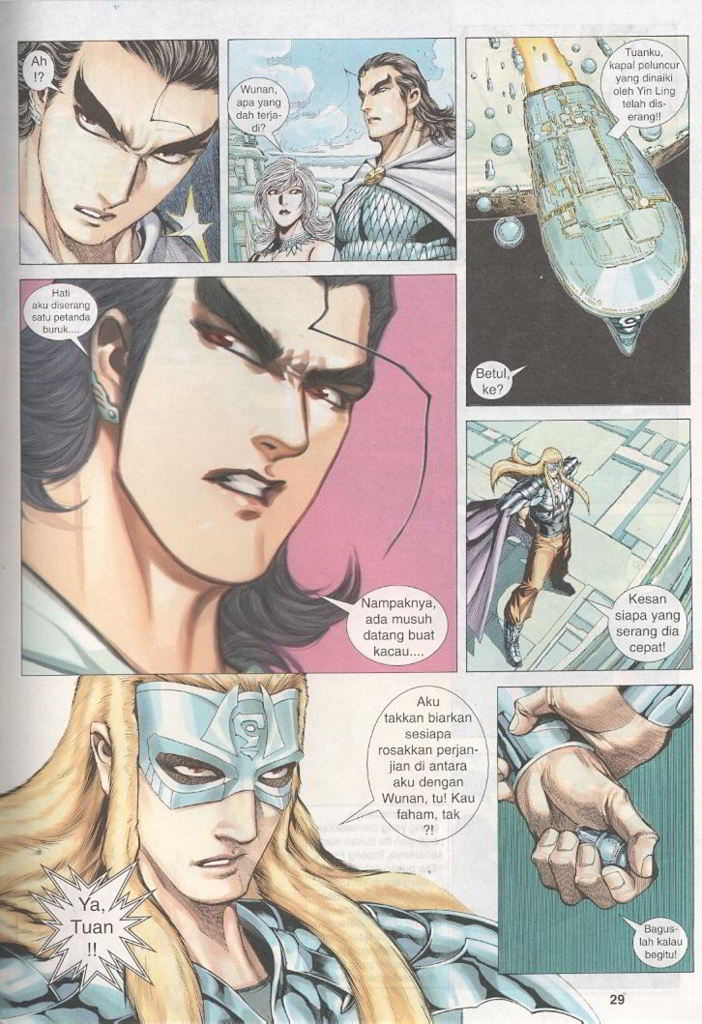 Ah
!?
Wunan,
apa yang
dah terja-
di?
Tuanku,
kapal peluncur
yang dinaiki
oleh Yin Ling
telah dis-
erang!!
Betul,
ke?
Hati
aku diserang
satu petanda
buruk....
Nampaknya,
ada musuh
datang buat
kacau....
Kesan
siapa yang
serang dia
cepat!
Aku
takkan biarkan
sesiapa
rosakkan perjan-
jian di antara
aku dengan
Wunan, tu! Kau
faham, tak
?!
Ya,
Tuan
!!
Bagus-
lah kalau
begitu!
29